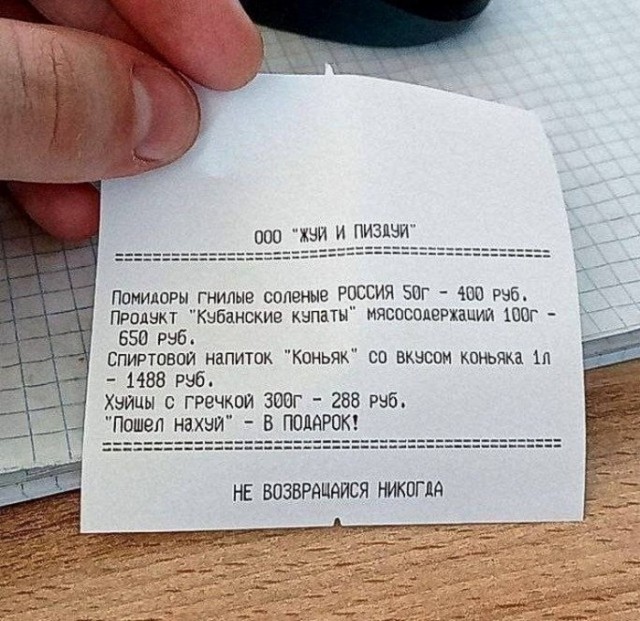 ООО "ЖУЙ И ПИЗДУЙ"
==================================================
Помидоры гнилые соленые РОССИЯ 50г - 400 руб.
Продукт "Кубанские купаты" мясосодержащий 100г -
650 руб.
Спиртовой напиток "Коньяк" со вкусом коньяка 1л
- 1488 руб.
Хуйцы с гречкой 300г - 288 руб.
"Пошел нахуй" - В ПОДАРОК!
==================================================
НЕ ВОЗВРАЩАЙСЯ НИКОГДА